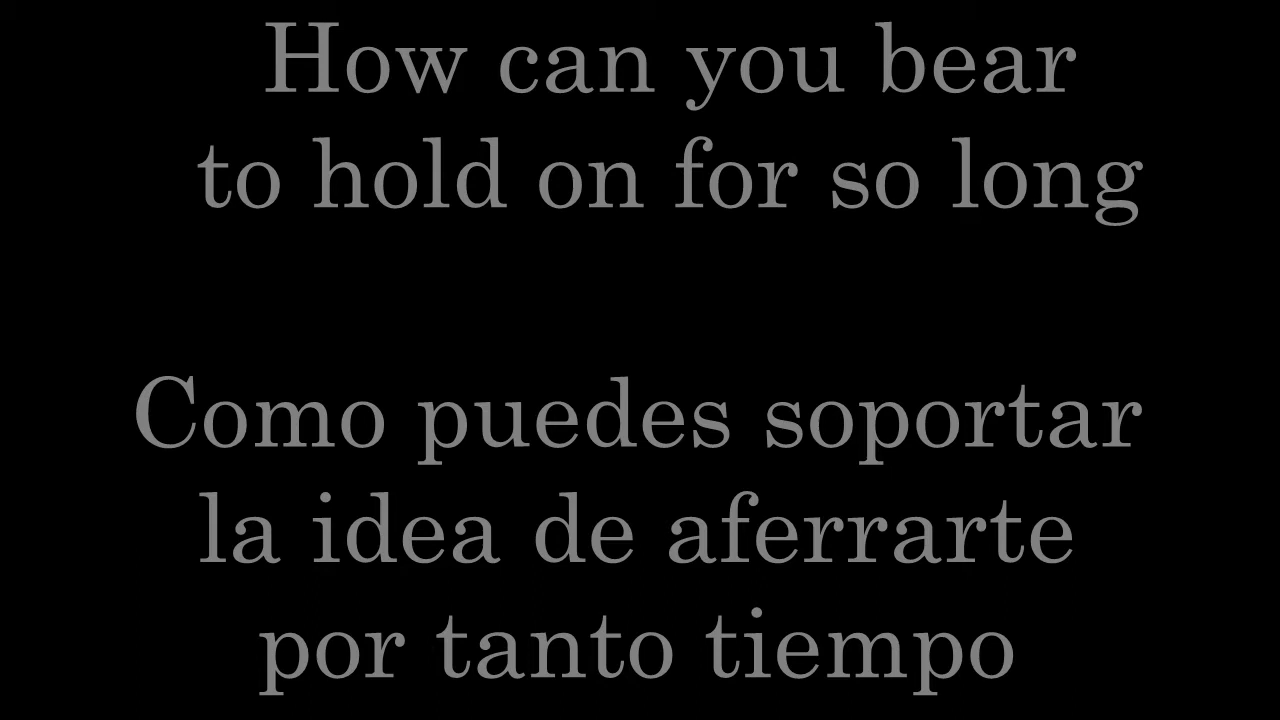 How can you bear
to hold on for so long
Como puedes soportar
la idea de aferrarte
por tanto tiempo